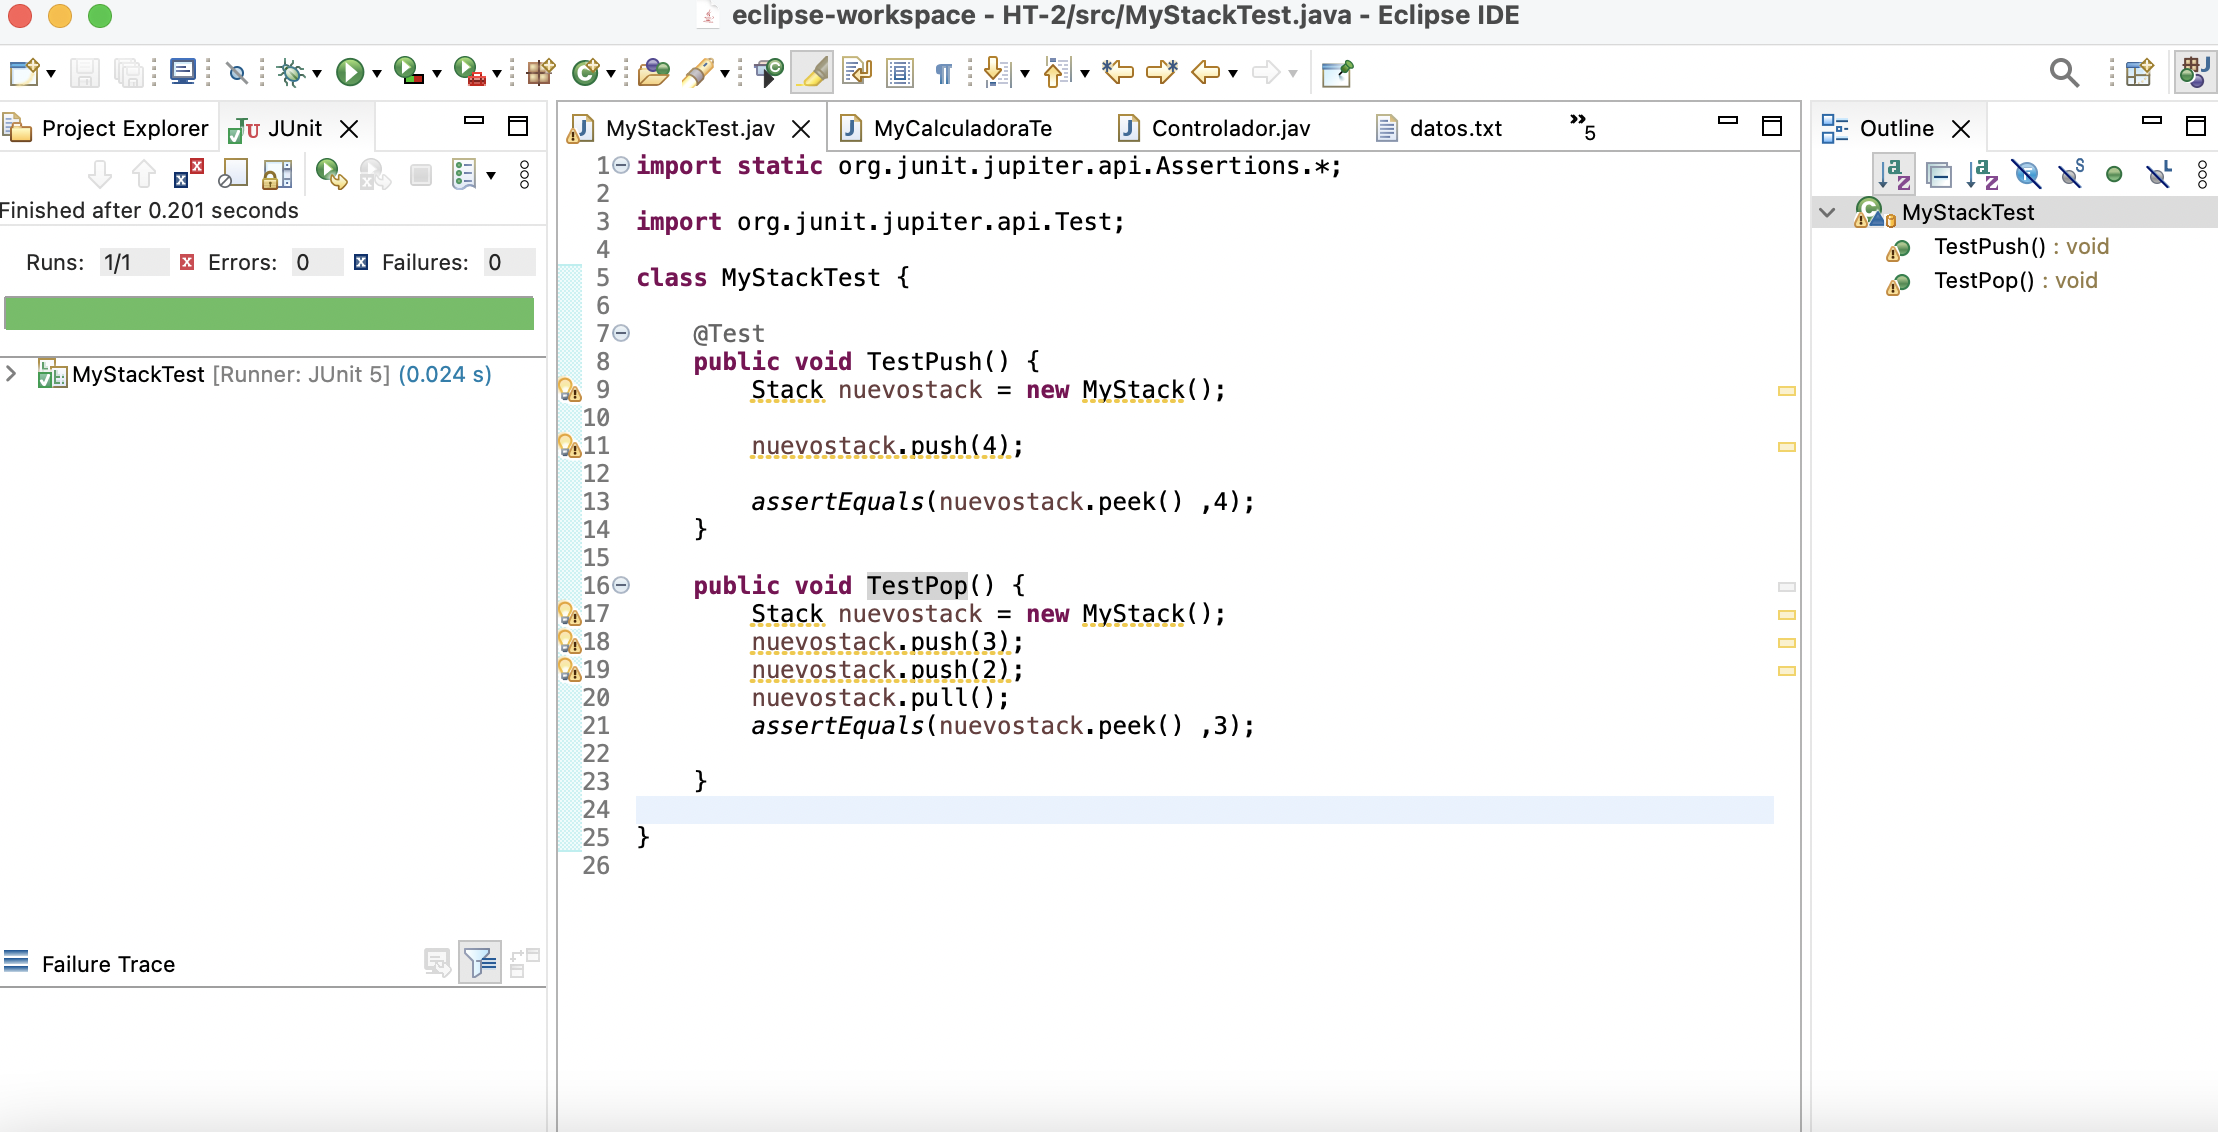 eclipse-workspace - HT-2/src/MyStackTest.java - Eclipse IDE
Project Explorer
JUnit
Finished after 0.201 seconds
Runs: 1/1 Errors: 0 Failures: 0
MyStackTest [Runner: JUnit 5] (0.024 s)
Failure Trace
MyStackTest.jav
MyCalculadoraTe
Controlador.jav
datos.txt
»5
1 import static org.junit.jupiter.api.Assertions.*;
2
3 import org.junit.jupiter.api.Test;
4
5 class MyStackTest {
6
7 @Test
8 public void TestPush() {
9 Stack nuevostack = new MyStack();
10
11 nuevostack.push(4);
12
13 assertEquals(nuevostack.peek() ,4);
14 }
15
16 public void TestPop() {
17 Stack nuevostack = new MyStack();
18 nuevostack.push(3);
19 nuevostack.push(2);
20 nuevostack.pull();
21 assertEquals(nuevostack.peek() ,3);
22
23 }
24
25 }
26
Outline
MyStackTest
TestPush() : void
TestPop() : void